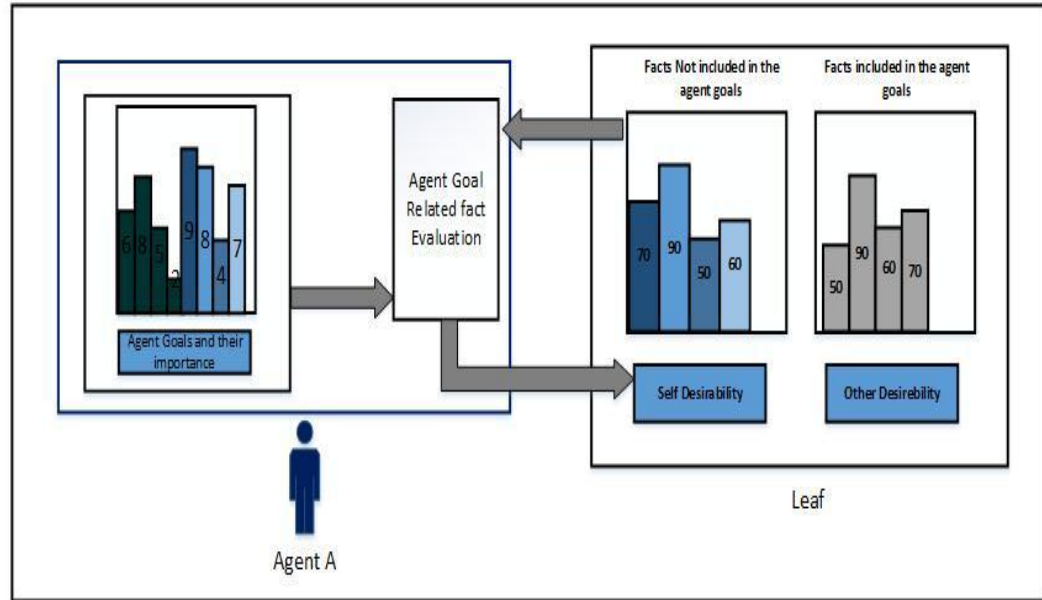 Facts Not included in the
agent goals
Facts included in the agent
goals
6
8
5
2
9
8
4
7
Agent Goals and their
importance
Agent Goal
Related fact
Evaluation
70
90
50
60
50
90
60
70
Self Desirability
Other Desirebility
Leaf
Agent A